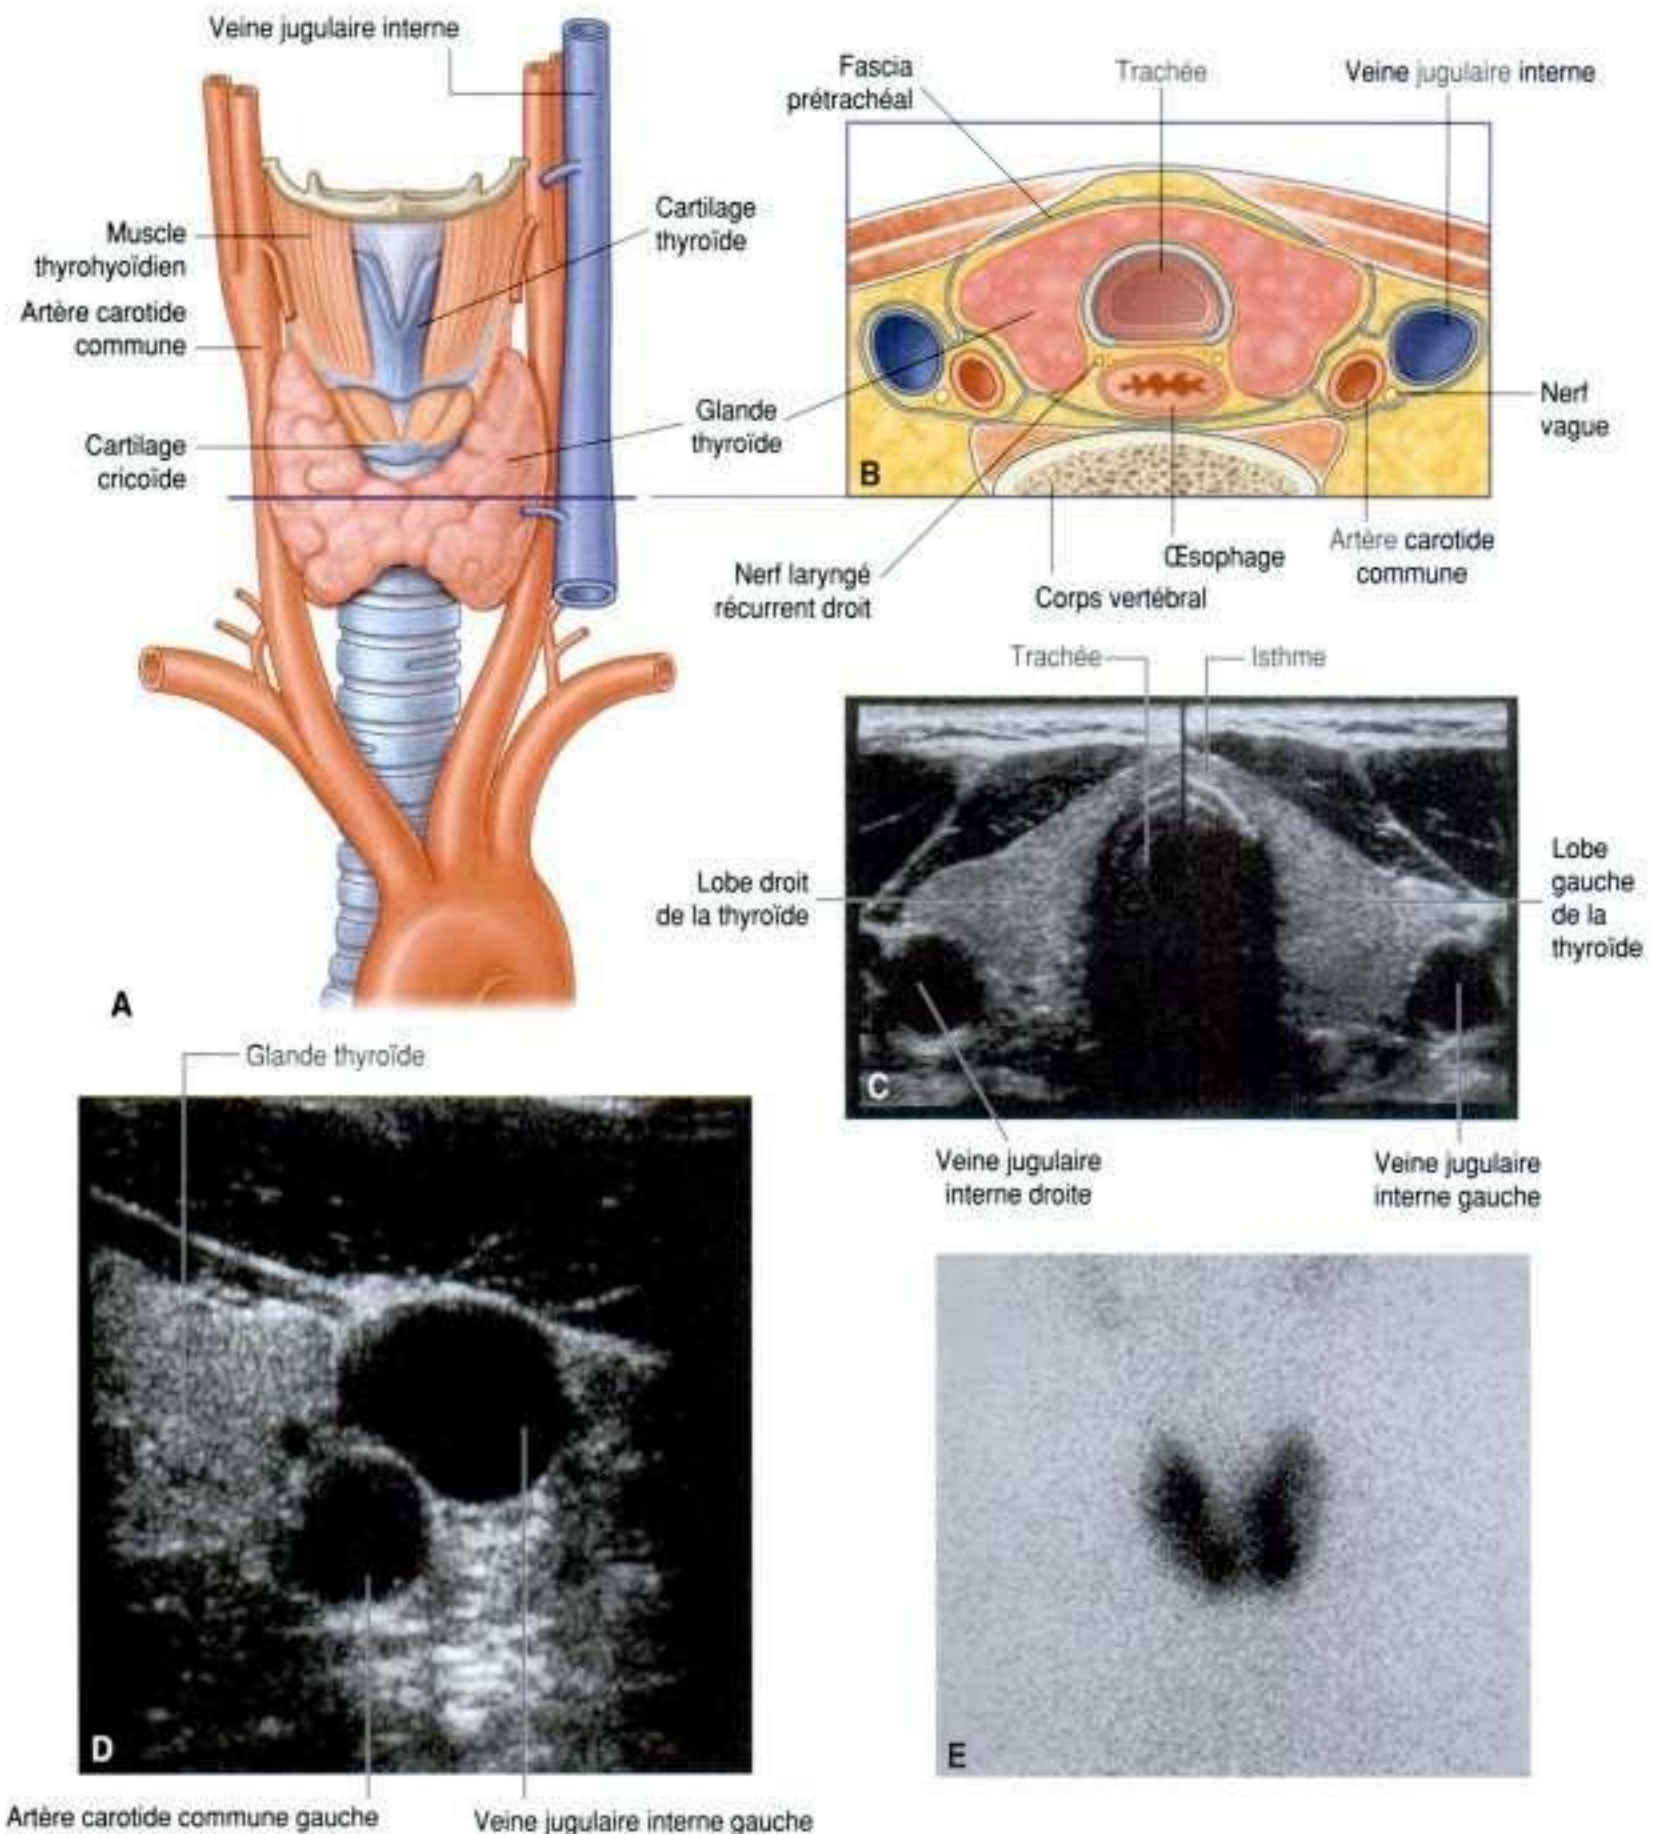 Veine jugulaire interne
Muscle
thyrohyoïdien
Artère carotide
commune
Cartilage
cricoïde
Cartilage
thyroïde
Glande
thyroïde
A
Fascia
prétrachéal
Trachée
Veine jugulaire interne
Nerf
vague
B
Nerf laryngé
récurrent droit
Corps vertébral
Œsophage
Artère carotide
commune
Trachée
Isthme
Lobe droit
de la thyroïde
Lobe
gauche
de la
thyroïde
C
Veine jugulaire
interne droite
Veine jugulaire
interne gauche
Glande thyroïde
D
Artère carotide commune gauche
Veine jugulaire interne gauche
E